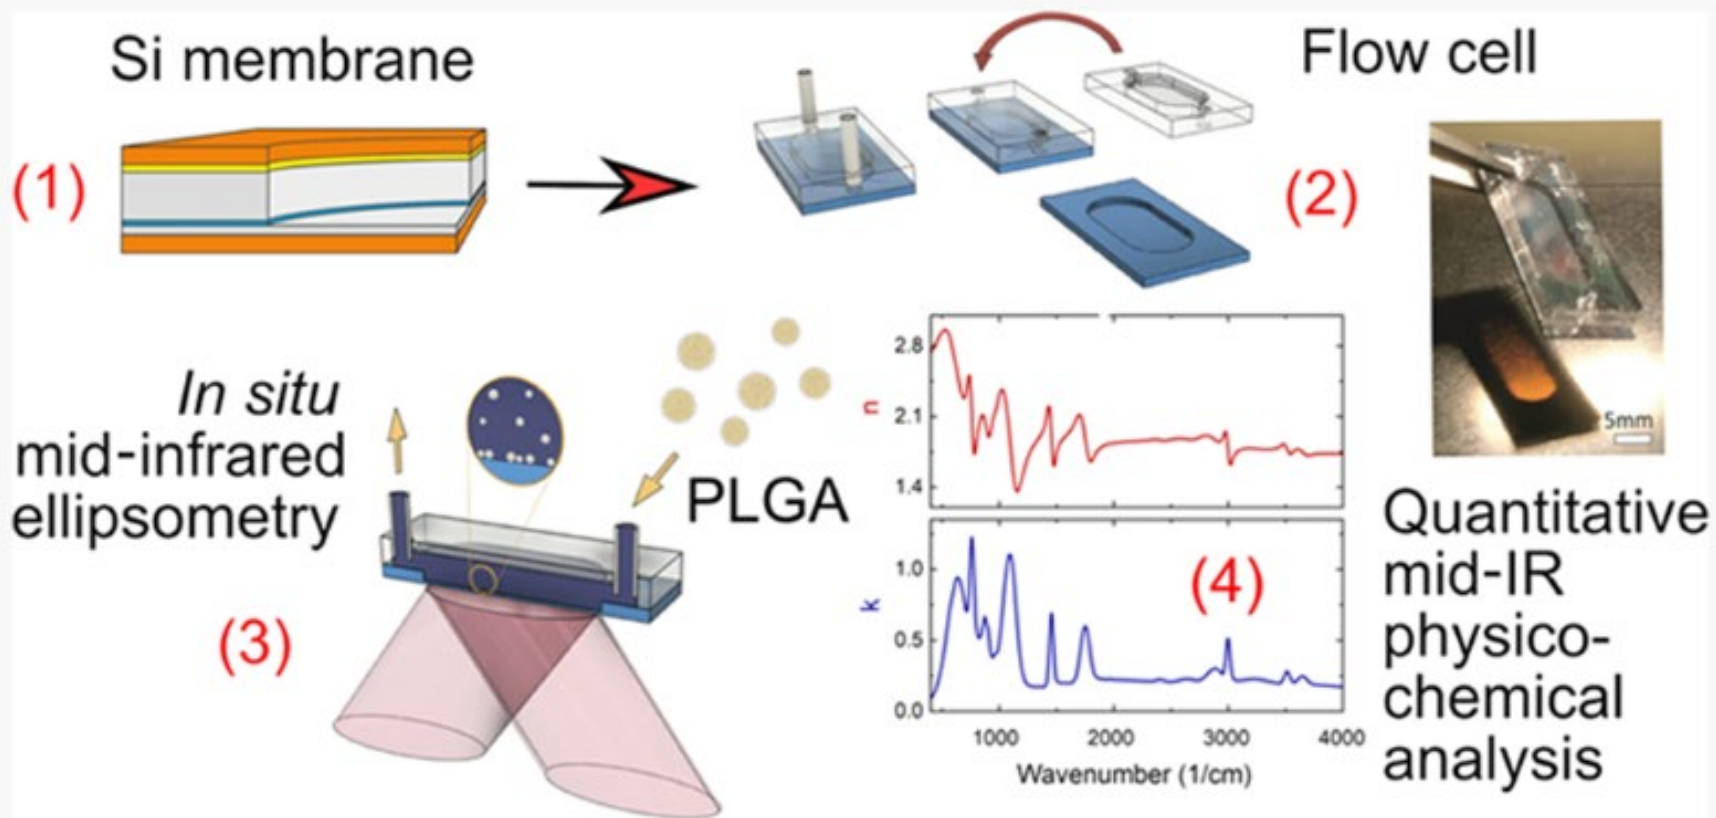 Si membrane
Flow cell
(1)
(2)
5mm
In situ
mid-infrared
ellipsometry
PLGA
(3)
n
2.8
2.1
1.4
k
1.0
0.5
0.0
(4)
1000 2000 3000 4000
Wavenumber (1/cm)
Quantitative
mid-IR
physico-
chemical
analysis